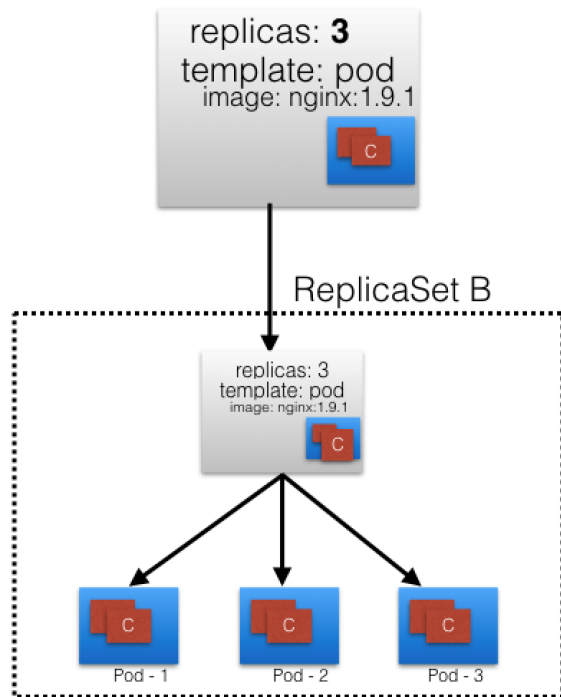 replicas: 3
template: pod
image: nginx:1.9.1
C
ReplicaSet B
replicas: 3
template: pod
image: nginx:1.9.1
C
C
C
C
Pod - 1
Pod - 2
Pod - 3